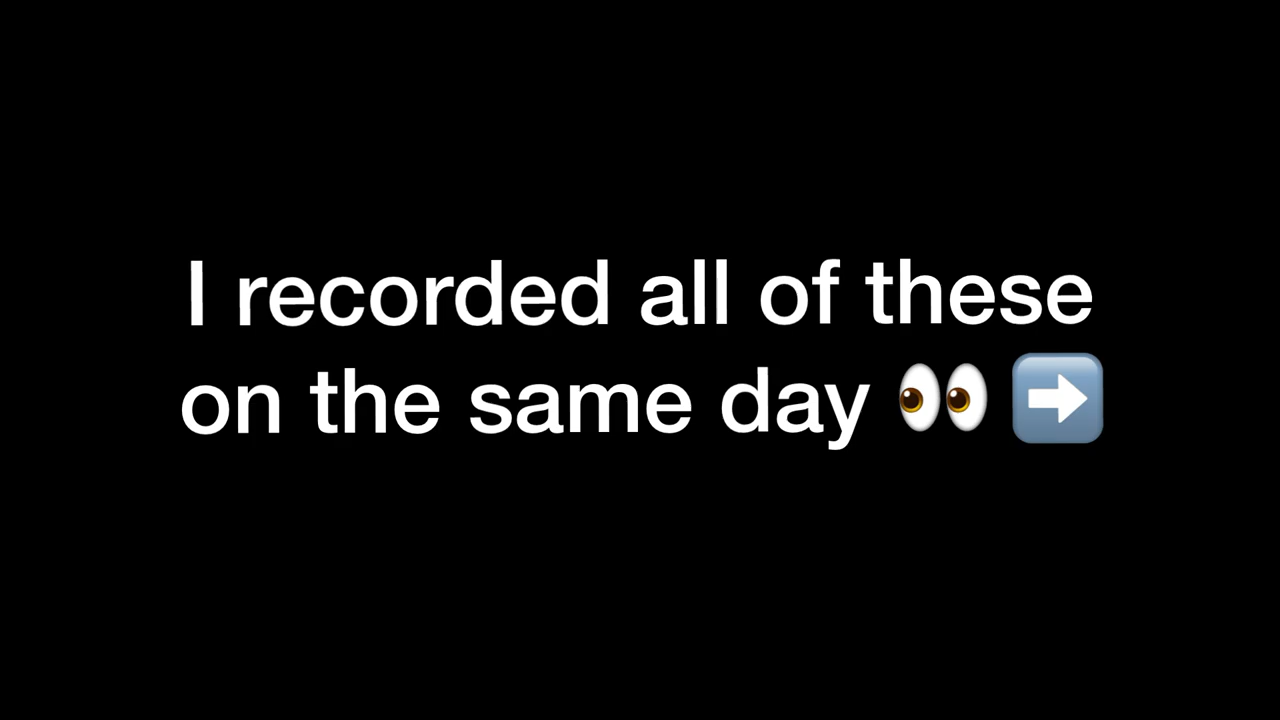 I recorded all of these
on the same day 👀 ➡️